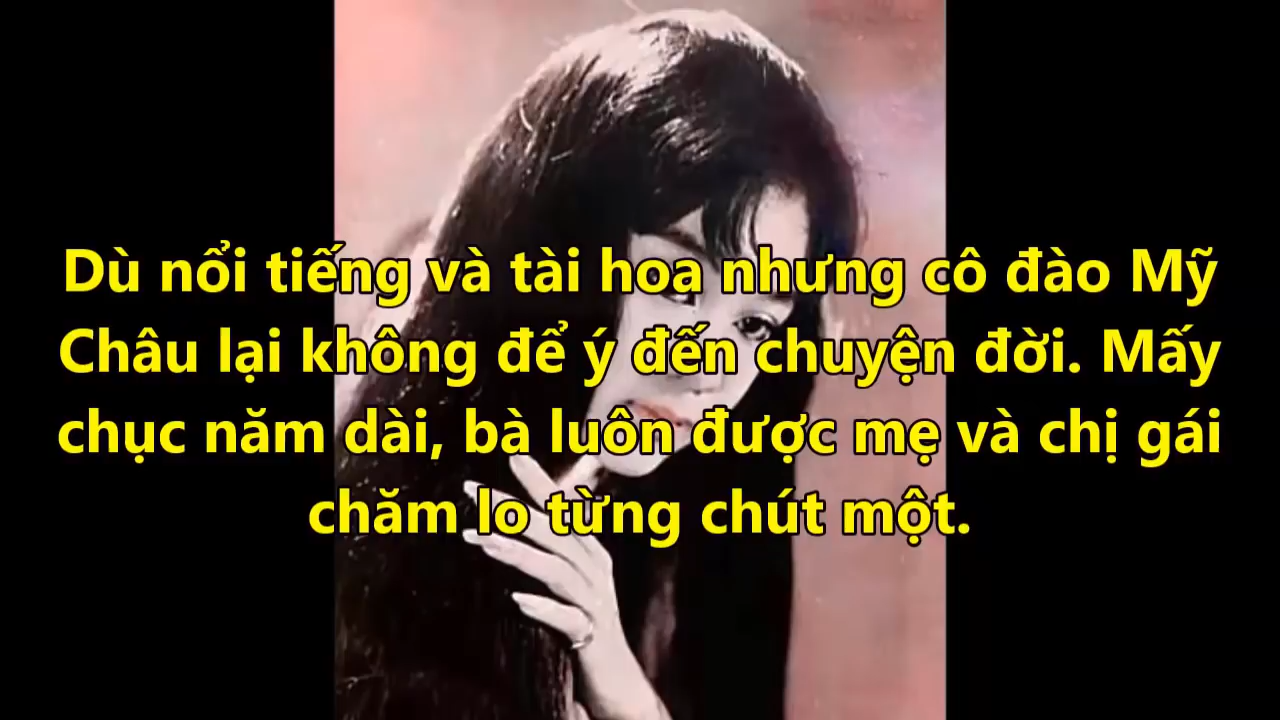 Dù nổi tiếng và tài hoa nhưng cô đào Mỹ
Châu lại không để ý đến chuyện đời. Mấy
chục năm dài, bà luôn được mẹ và chị gái
chăm lo từng chút một.